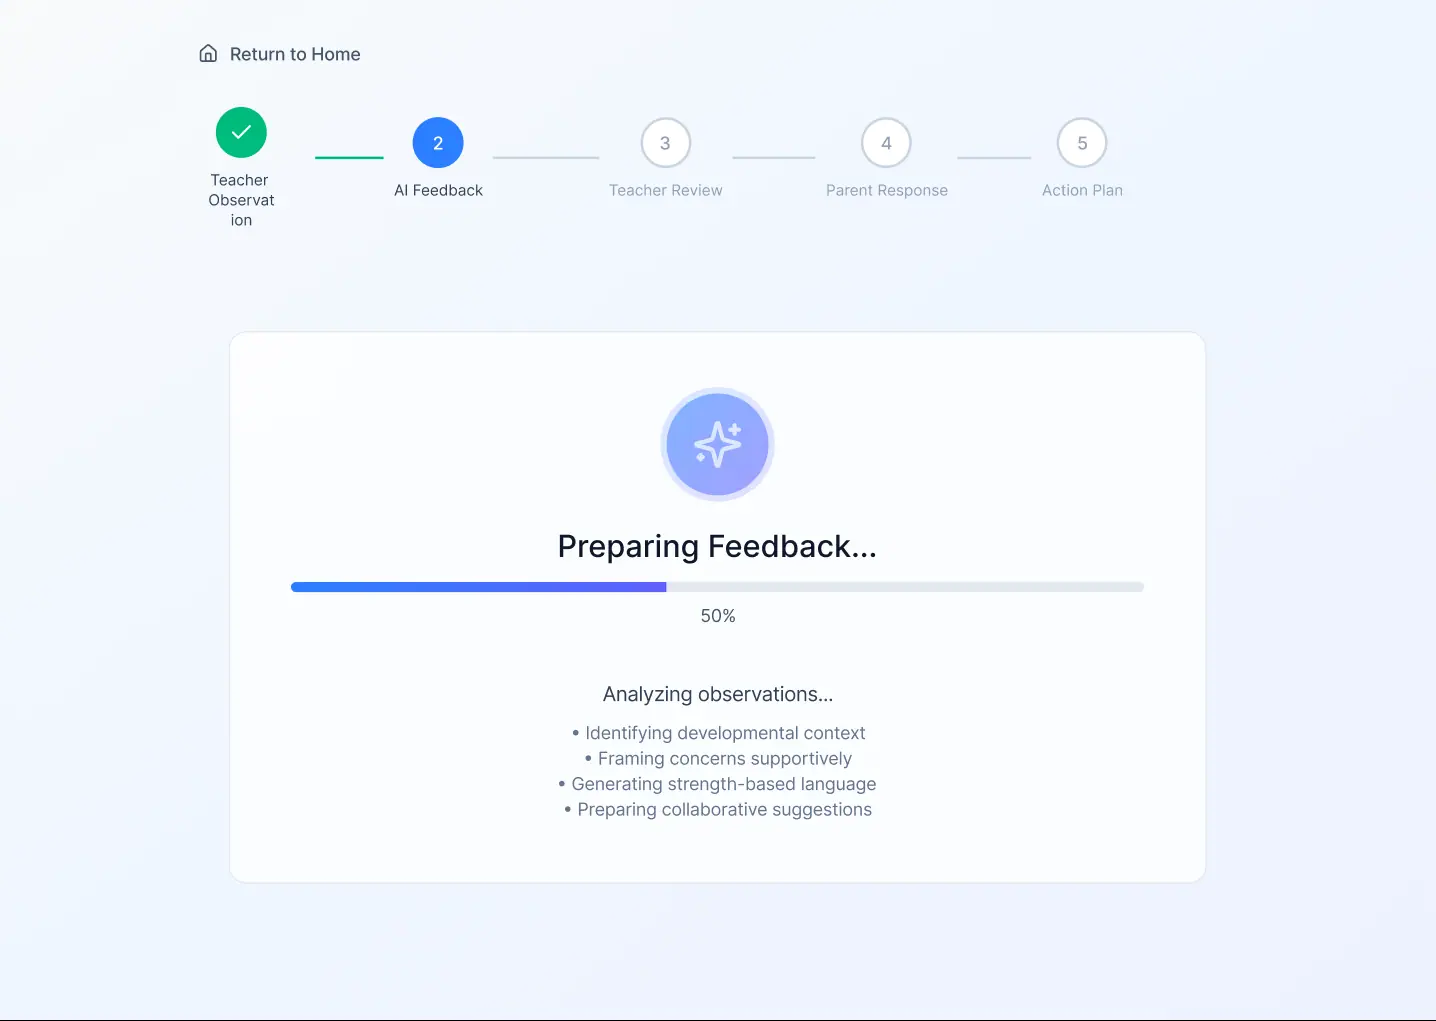 Return to Home
2
3
4
5
Teacher
Observat
ion
AI Feedback
Teacher Review
Parent Response
Action Plan
Preparing Feedback...
50%
Analyzing observations...
• Identifying developmental context
• Framing concerns supportively
• Generating strength-based language
• Preparing collaborative suggestions